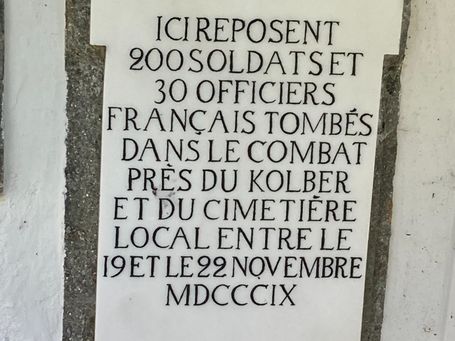 ICI REPOSENT
200 SOLDATS ET
30 OFFICIERS
FRANÇAIS TOMBÉS
DANS LE COMBAT
PRÈS DU KOLBER
ET DU CIMETIÉRE
LOCAL ENTRE LE
19 ET LE 22 NOVEMBRE
MDCCCIX